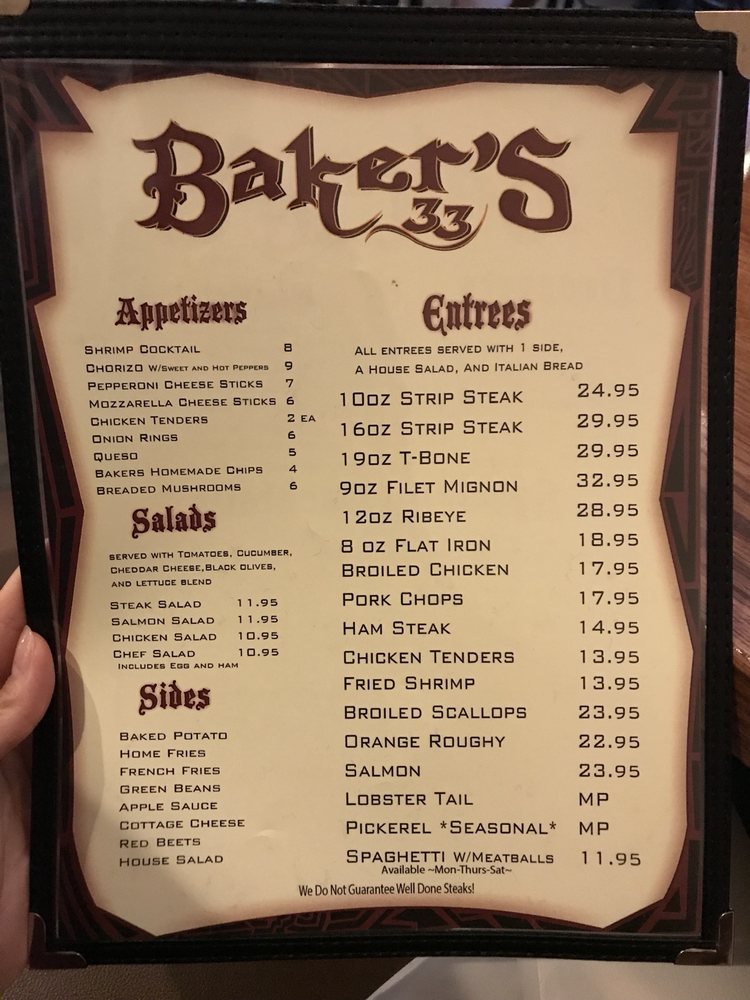 Baker's
33
Appetizers
Shrimp Cocktail 8
Chorizo w/Sweet and Hot Peppers 9
Pepperoni Cheese Sticks 7
Mozzarella Cheese Sticks 6
Chicken Tenders 2 ea
Onion Rings 6
Queso 5
Bakers Homemade Chips 4
Breaded Mushrooms 6
Salads
served with Tomatoes, Cucumber,
Cheddar Cheese,Black olives,
and lettuce blend
Steak Salad 11.95
Salmon Salad 11.95
Chicken Salad 10.95
Chef Salad 10.95
Includes Egg and ham
Sides
Baked Potato
Home Fries
French Fries
Green Beans
Apple Sauce
Cottage Cheese
Red Beets
House Salad
Entrees
All entrees served with 1 side,
a House Salad, and Italian Bread
10oz Strip Steak 24.95
16oz Strip Steak 29.95
19oz T-Bone 29.95
9oz Filet Mignon 32.95
12oz Ribeye 28.95
8 oz Flat Iron 18.95
Broiled Chicken 17.95
Pork Chops 17.95
Ham Steak 14.95
Chicken Tenders 13.95
Fried Shrimp 13.95
Broiled Scallops 23.95
Orange Roughy 22.95
Salmon 23.95
Lobster Tail MP
Pickerel *Seasonal* MP
Spaghetti w/Meatballs 11.95
Available ~Mon-Thurs-Sat~
We Do Not Guarantee Well Done Steaks!